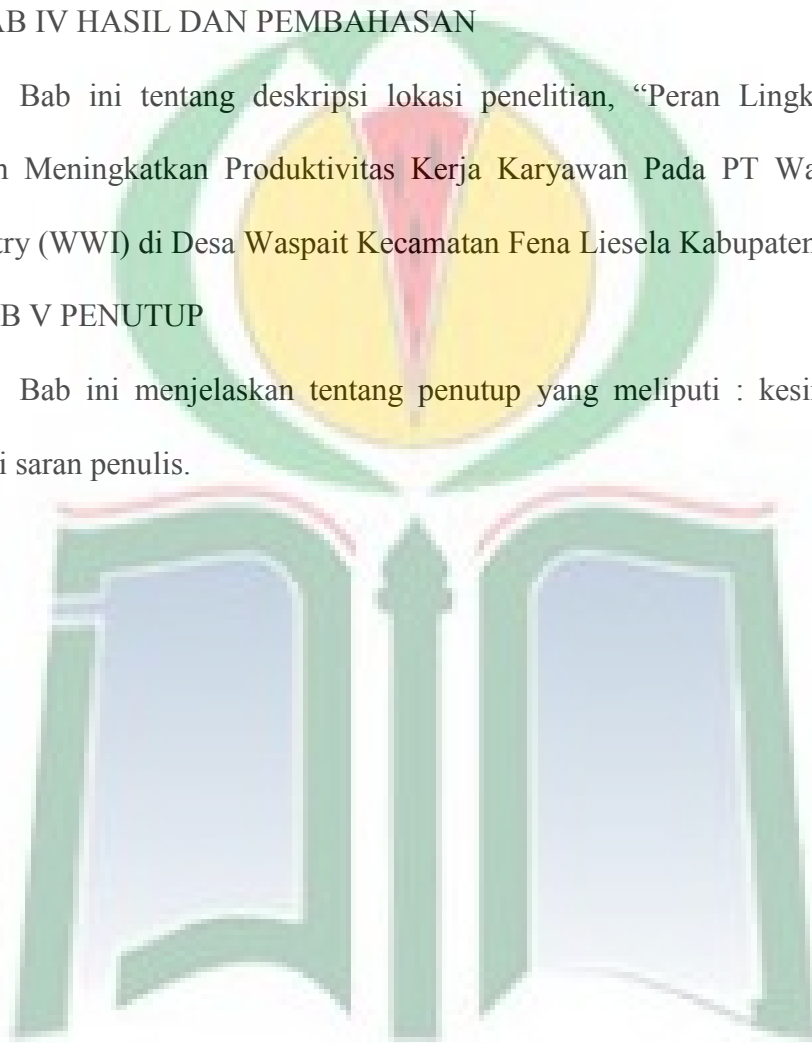 AB IV HASIL DAN PEMBAHASAN
Bab ini tentang deskripsi lokasi penelitian, “Peran Lingk
Meningkatkan Produktivitas Kerja Karyawan Pada PT Wa
try (WWI) di Desa Waspait Kecamatan Fena Liesela Kabupaten
B V PENUTUP
Bab ini menjelaskan tentang penutup yang meliputi : kesi
i saran penulis.